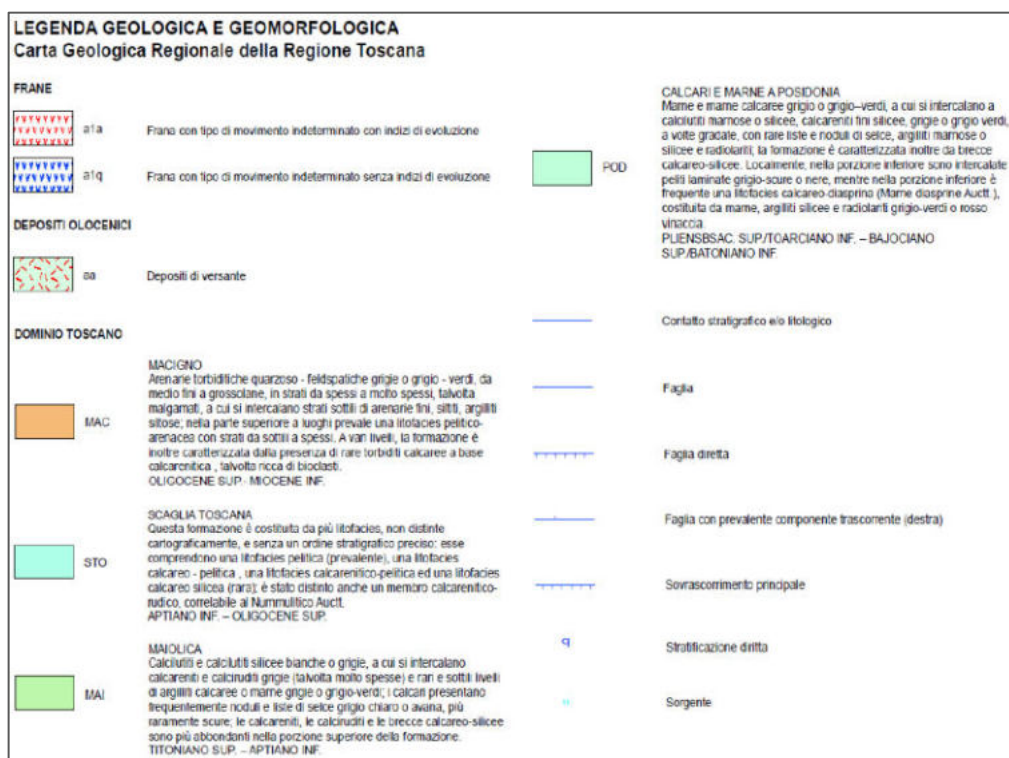 LEGENDA GEOLOGICA E GEOMORFOLOGICA
Carta Geologica Regionale della Regione Toscana
FRANE
a1a
Frana con tipo di movimento indeterminato con indizi di evoluzione
a1q
Frana con tipo di movimento indeterminato senza indizi di evoluzione
DEPOSITI OLOCENICI
aa
Depositi di versante
DOMINIO TOSCANO
MACIGNO
Arenarie torbiditiche quarzoso - feldspatiche grigie o grigio - verdi, da
medio fini a grossolane, in strati da spessi a molto spessi, talvolta
malgamati, a cui si intercalano strati sottili di arenarie fini, siltiti, argilliti
siltose; nella parte superiore a luoghi prevale una litofacies pelitico-
arenacea con strati da sottili a spessi. A vari livelli, la formazione è
inoltre caratterizzata dalla presenza di rare torbiditi calcaree a base
calcarenitica , talvolta ricca di bioclasti.
OLIGOCENE SUP.- MIOCENE INF.
MAC
SCAGLIA TOSCANA
Questa formazione è costituita da più litofacies, non distinte
cartograficamente, e senza un ordine stratigrafico preciso: esse
comprendono una litofacies pelitica (prevalente), una litofacies
calcareo - pelitica , una litofacies calcarenitico-pelitica ed una litofacies
calcareo silicea (rara); è stato distinto anche un membro calcarenitico-
ruditico, correlabile al Nummulitico Auctt.
APTIANO INF. – OLIGOCENE SUP.
STO
MAIOLICA
Calcilutiti e calcilutiti silicee bianche o grigie, a cui si intercalano
calcareniti e calciruditi grigie (talvolta molto spesse) e rari e sottili livelli
di argilliti calcaree o marne grigie o grigio-verdi; i calcari presentano
frequentemente noduli e liste di selce grigio chiaro o avana, più
raramente scure; le calcareniti, le calciruditi e le brecce calcareo-silicee
sono più abbondanti nella porzione superiore della formazione.
TITONIANO SUP. – APTIANO INF.
MAI
CALCARI E MARNE A POSIDONIA
Marne e marne calcaree grigio o grigio–verdi, a cui si intercalano a
calcilutiti marnose o silicee, calcareniti fini silicee, grigie o grigio verdi,
a volte gradate, con rare liste e noduli di selce, argilliti marnose o
silicee e radiolariti; la formazione è caratterizzata inoltre da brecce
calcareo-silicee. Localmente, nella porzione inferiore sono intercalate
peliti laminate grigio-scure o nere, mentre nella porzione inferiore è
frequente una litofacies calcareo-diasprina (Marne diasprine Auctt.),
costituita da marne, argilliti silicee e radiolariti grigio-verdi o rosso
vinaccia.
PLIENSBSAC. SUP./TOARCIANO INF. – BAJOCIANO
SUP./BATONIANO INF.
POD
Contatto stratigrafico e/o litologico
Faglia
Faglia diretta
Faglia con prevalente componente trascorrente (destra)
Sovrascorrimento principale
q
Stratificazione diritta
Sorgente